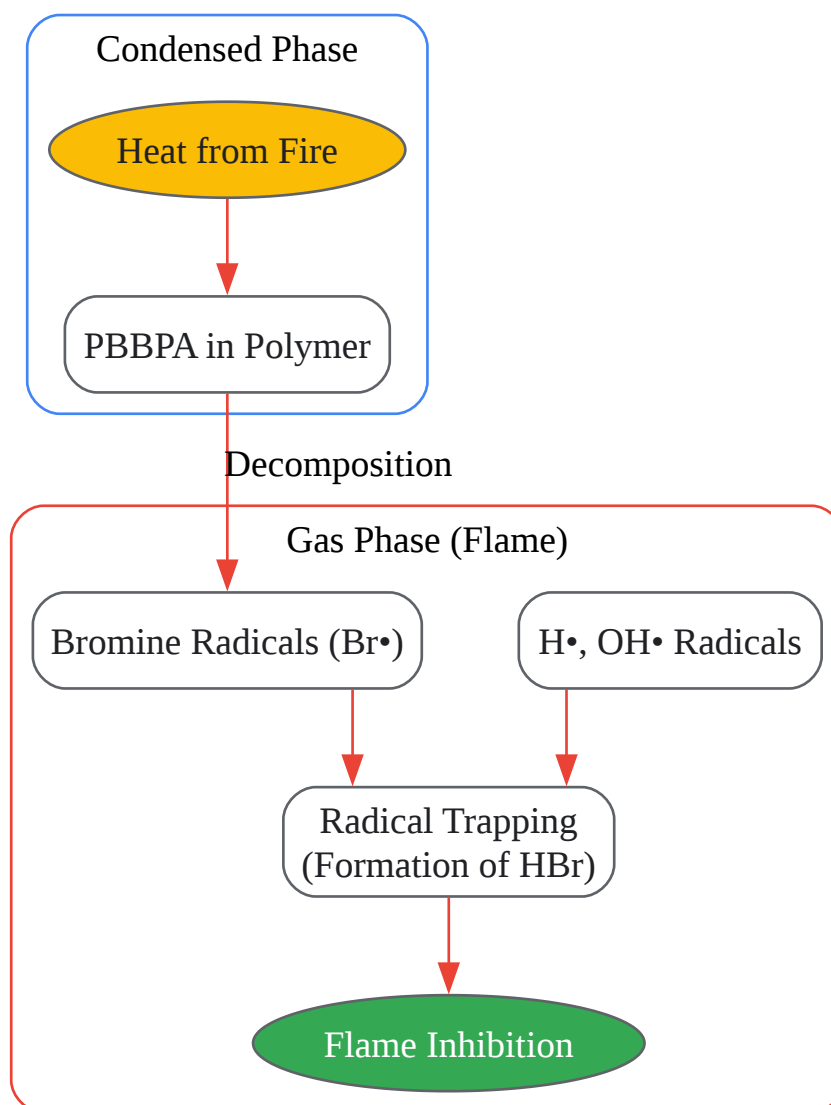 Condensed Phase
Heat from Fire
PBBPA in Polymer
Decomposition
Gas Phase (Flame)
Bromine Radicals (Br•)
H•, OH• Radicals
Radical Trapping
(Formation of HBr)
Flame Inhibition